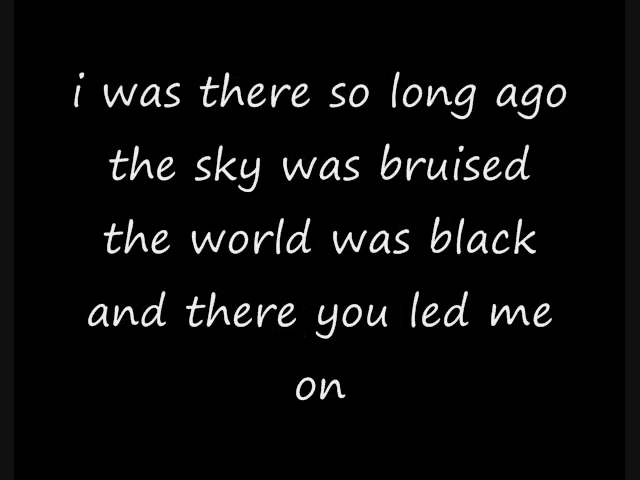 i was there so long ago
the sky was bruised
the world was black
and there you led me
on